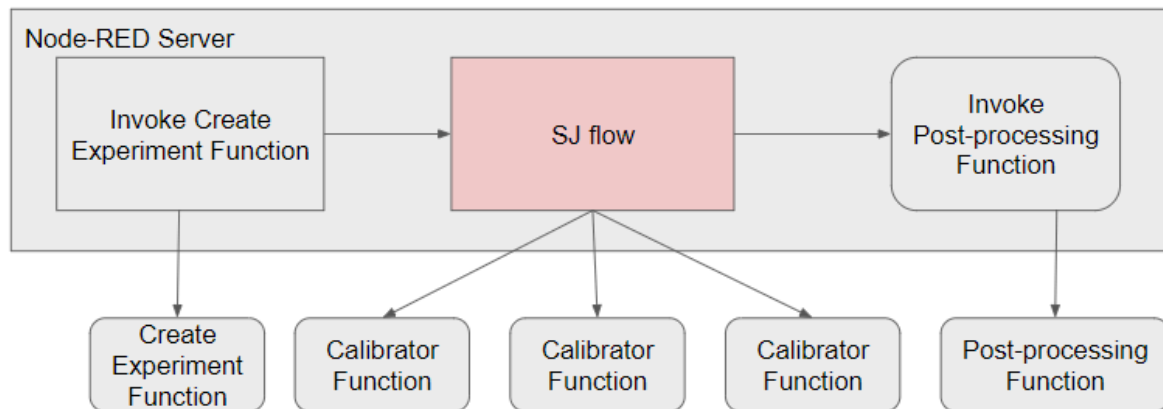 Node-RED Server
Invoke Create
Experiment Function
SJ flow
Invoke
Post-processing
Function
Create
Experiment
Function
Calibrator
Function
Calibrator
Function
Calibrator
Function
Post-processing
Function